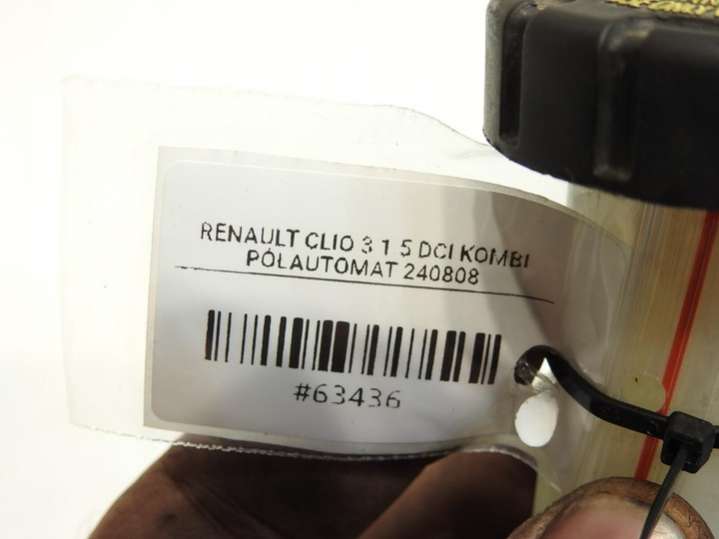 RENAULT CLIO 3 1 5 DCI KOMBI
PÓŁAUTOMAT 240808
#63436